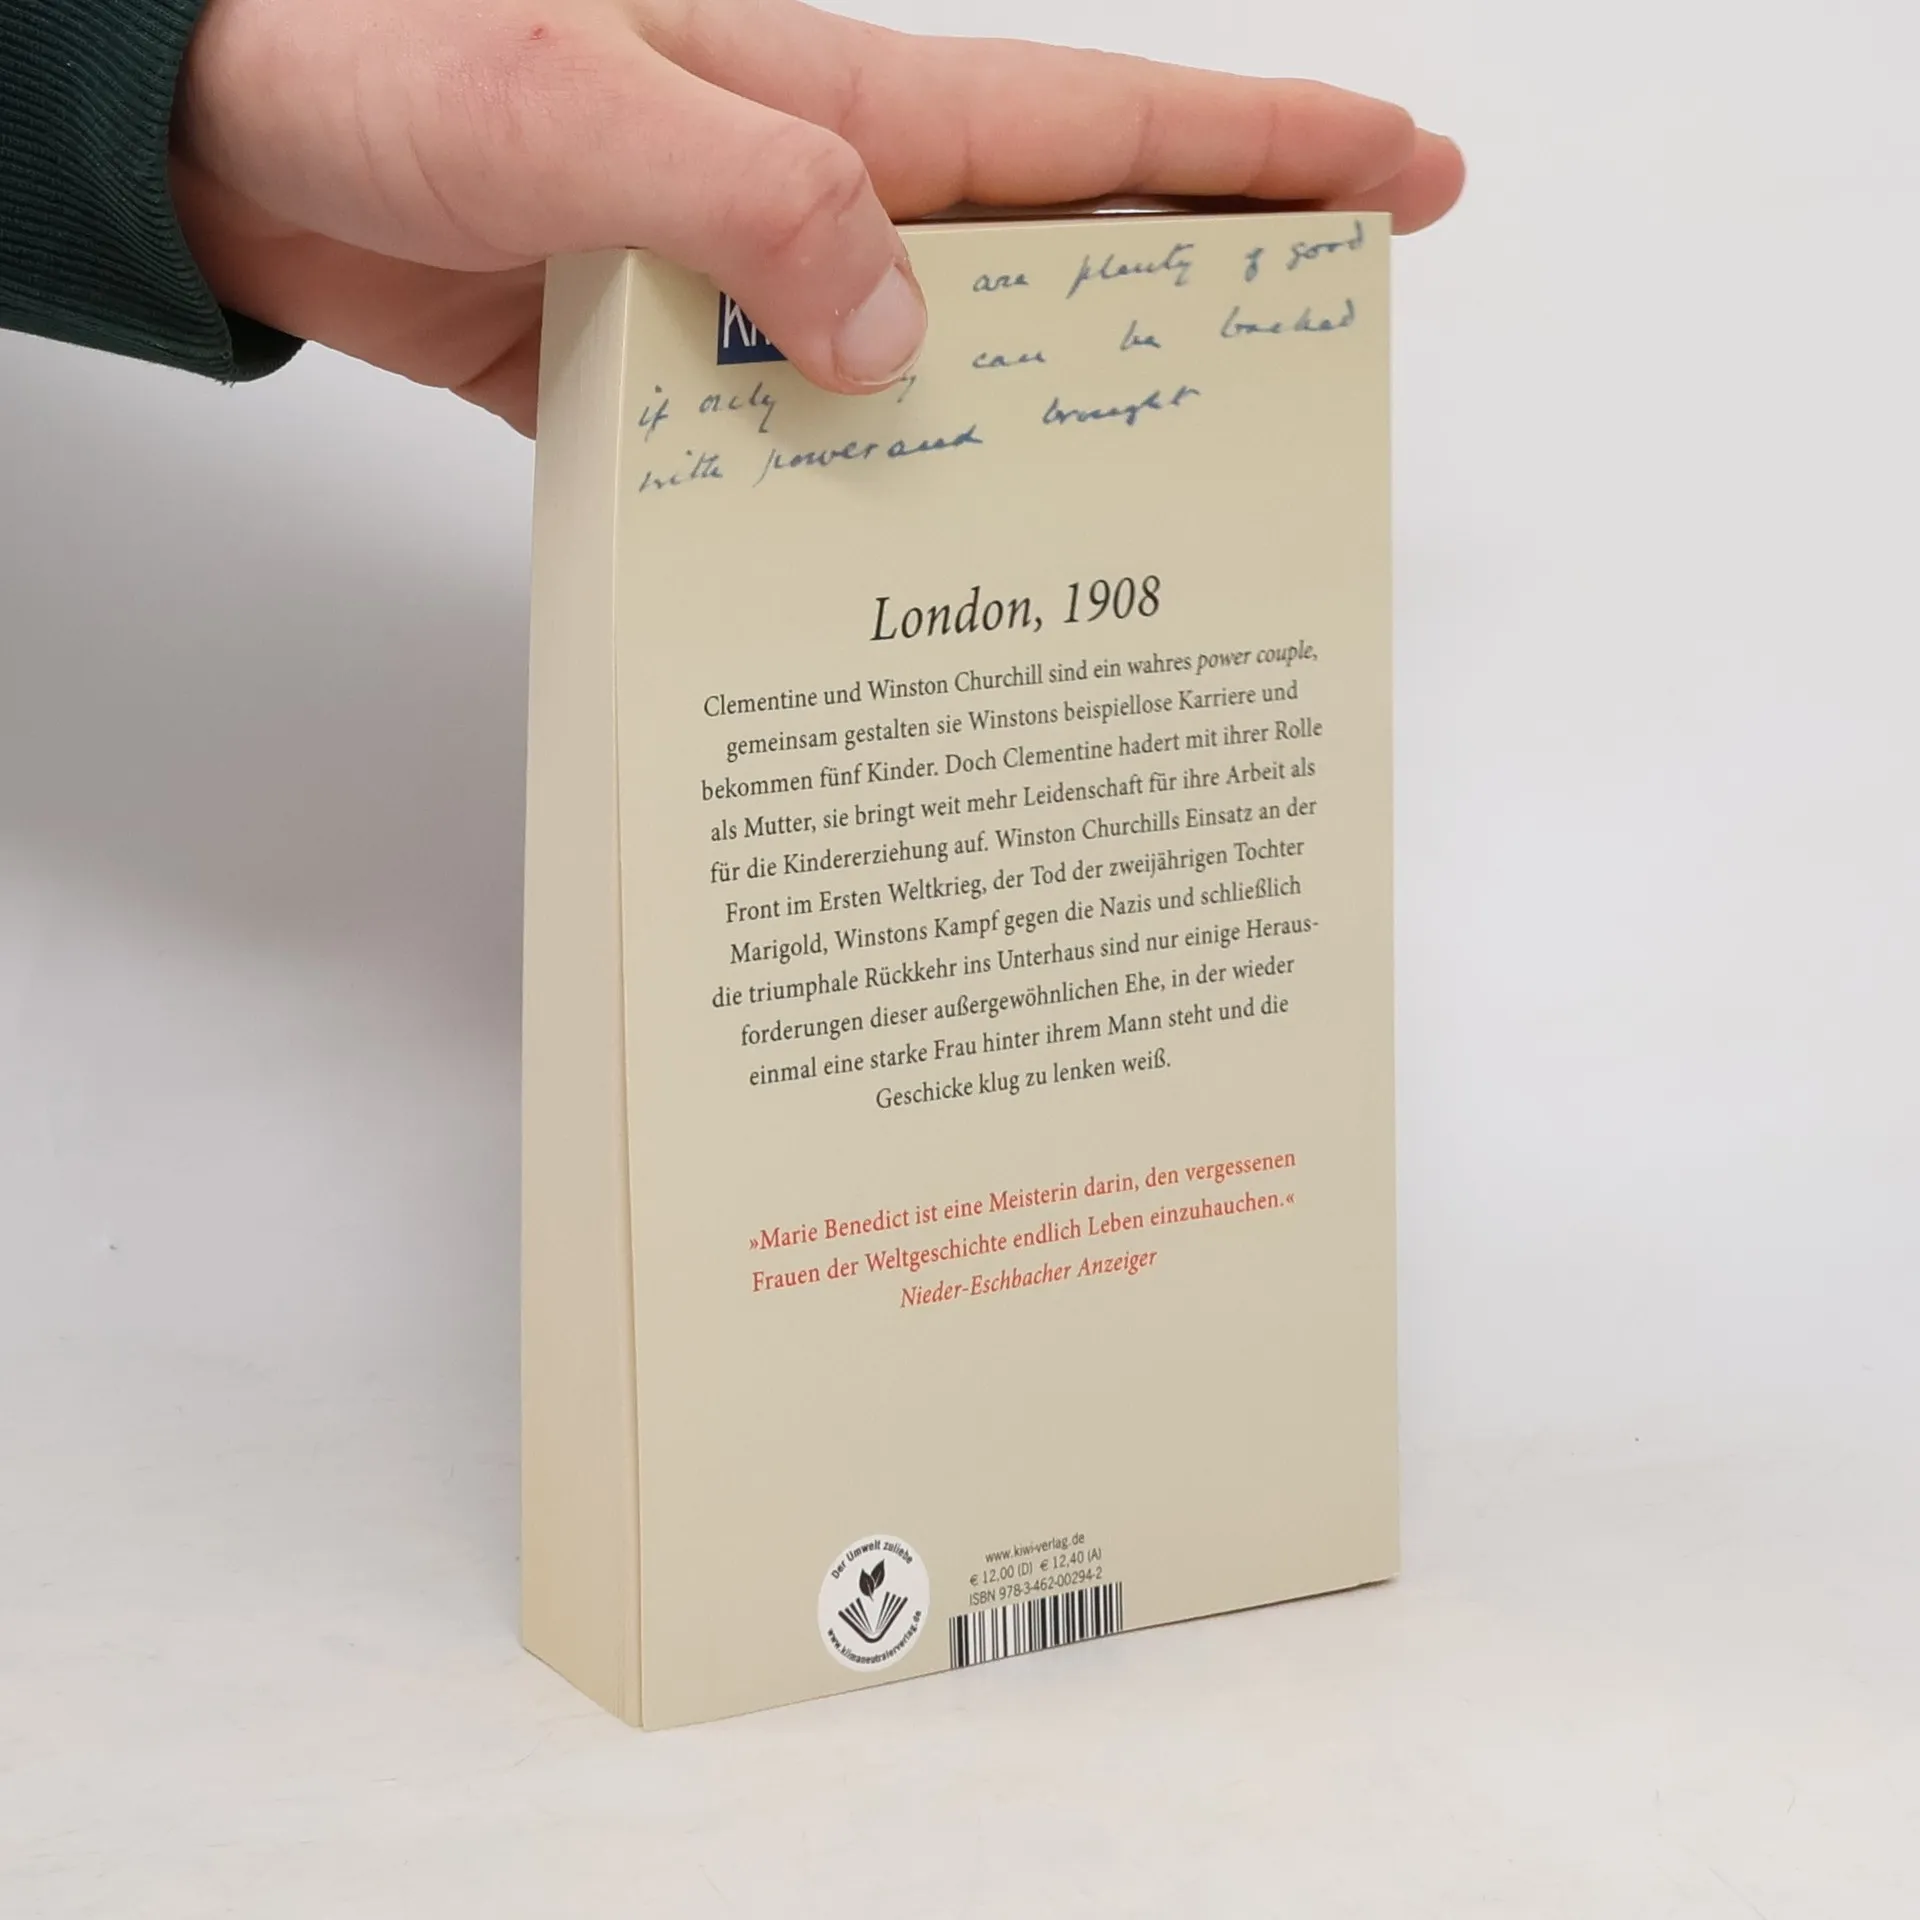 are plenty of good
can be backed
if only
with power and brought
London, 1908
Clementine und Winston Churchill sind ein wahres power couple,
gemeinsam gestalten sie Winstons beispiellose Karriere und
bekommen fünf Kinder. Doch Clementine hadert mit ihrer Rolle
als Mutter, sie bringt weit mehr Leidenschaft für ihre Arbeit als
für die Kindererziehung auf. Winston Churchills Einsatz an der
Front im Ersten Weltkrieg, der Tod der zweijährigen Tochter
Marigold, Winstons Kampf gegen die Nazis und schließlich
die triumphale Rückkehr ins Unterhaus sind nur einige Heraus-
forderungen dieser außergewöhnlichen Ehe, in der wieder
einmal eine starke Frau hinter ihrem Mann steht und die
Geschicke klug zu lenken weiß.
»Marie Benedict ist eine Meisterin darin, den vergessenen
Frauen der Weltgeschichte endlich Leben einzuhauchen.«
Nieder-Eschbacher Anzeiger
Der Umwelt zuliebe
www.klimaneutralerverlag.de
www.kiwi-verlag.de
€ 12,00 (D) € 12,40 (A)
ISBN 978-3-462-00294-2